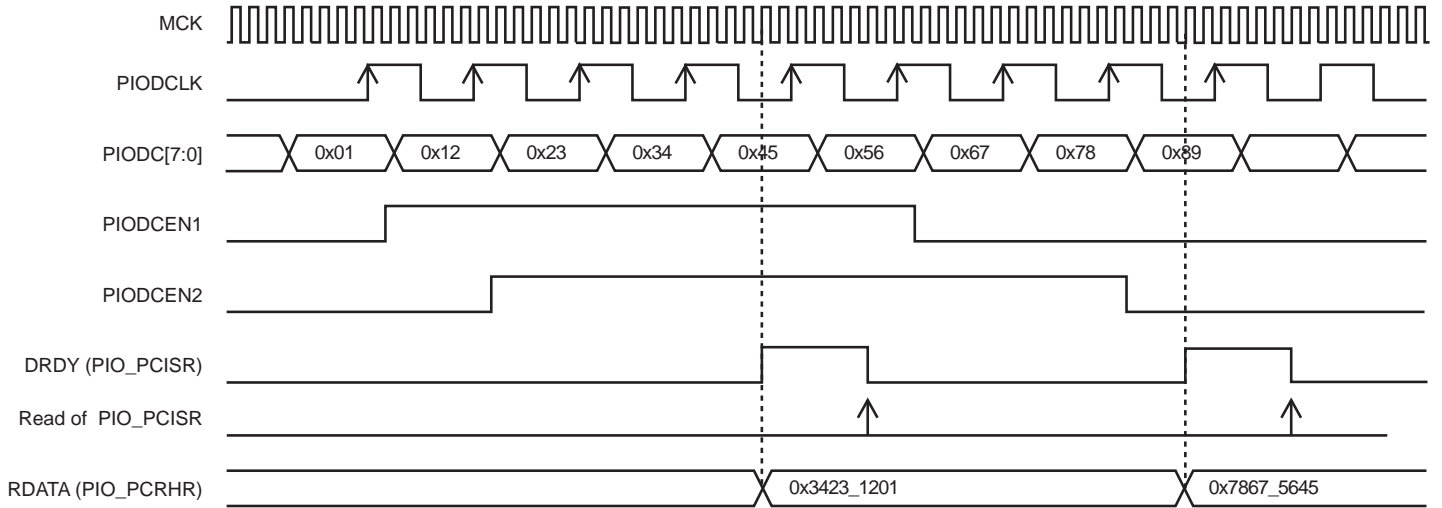 MCK
PIODCLK
PIODC[7:0] 0x01 0x12 0x23 0x34 0x45 0x56 0x67 0x78 0x89
PIODCEN1
PIODCEN2
DRDY (PIO_PCISR)
Read of PIO_PCISR
RDATA (PIO_PCRHR) 0x3423_1201 0x7867_5645